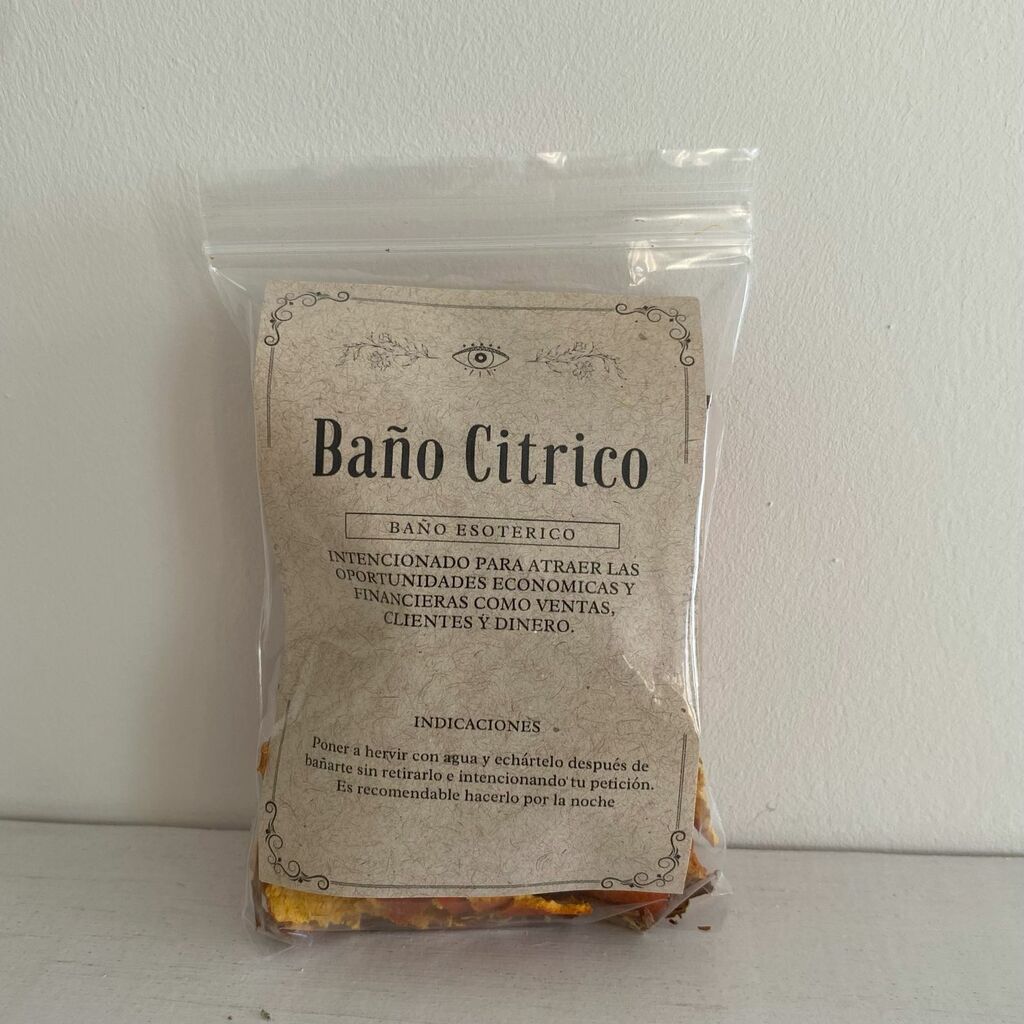 Baño Citrico
BAÑO ESOTERICO
INTENCIONADO PARA ATRAER LAS
OPORTUNIDADES ECONOMICAS Y
FINANCIERAS COMO VENTAS,
CLIENTES Y DINERO.
INDICACIONES
Poner a hervir con agua y echártelo después de
bañarte sin retirarlo e intencionando tu petición.
Es recomendable hacerlo por la noche